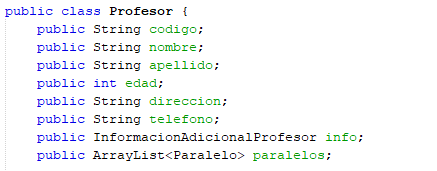 public class Profesor {
public String codigo;
public String nombre;
public String apellido;
public int edad;
public String direccion;
public String telefono;
public InformacionAdicionalProfesor info;
public ArrayList<Paralelo> paralelos;